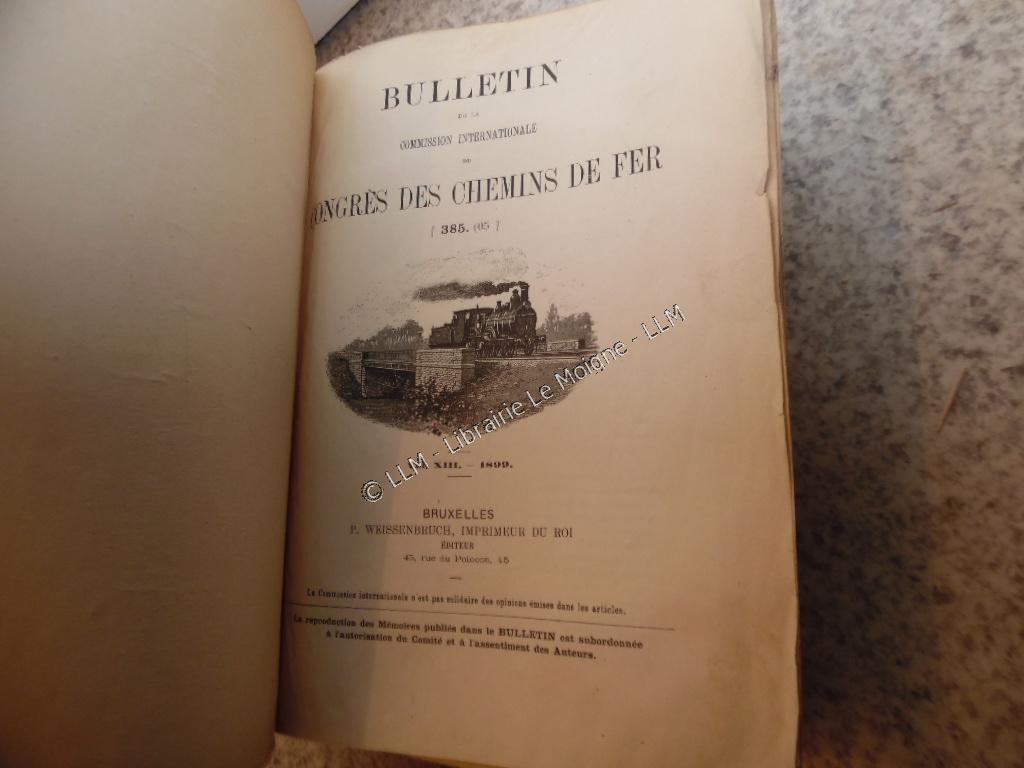 BULLETIN
DE LA
COMMISSION INTERNATIONALE
DU
CONGRÈS DES CHEMINS DE FER
[ 385. (05 ]
© LLM - Librairie Le Moigne - LLM
XIII. — 1899.
BRUXELLES
P. WEISSENBRUCH, IMPRIMEUR DU ROI
ÉDITEUR
45, rue du Poinçon, 45
La Commission internationale n'est pas solidaire des opinions émises dans les articles.
La reproduction des Mémoires publiés dans le BULLETIN est subordonnée
à l'autorisation du Comité et à l'assentiment des Auteurs.